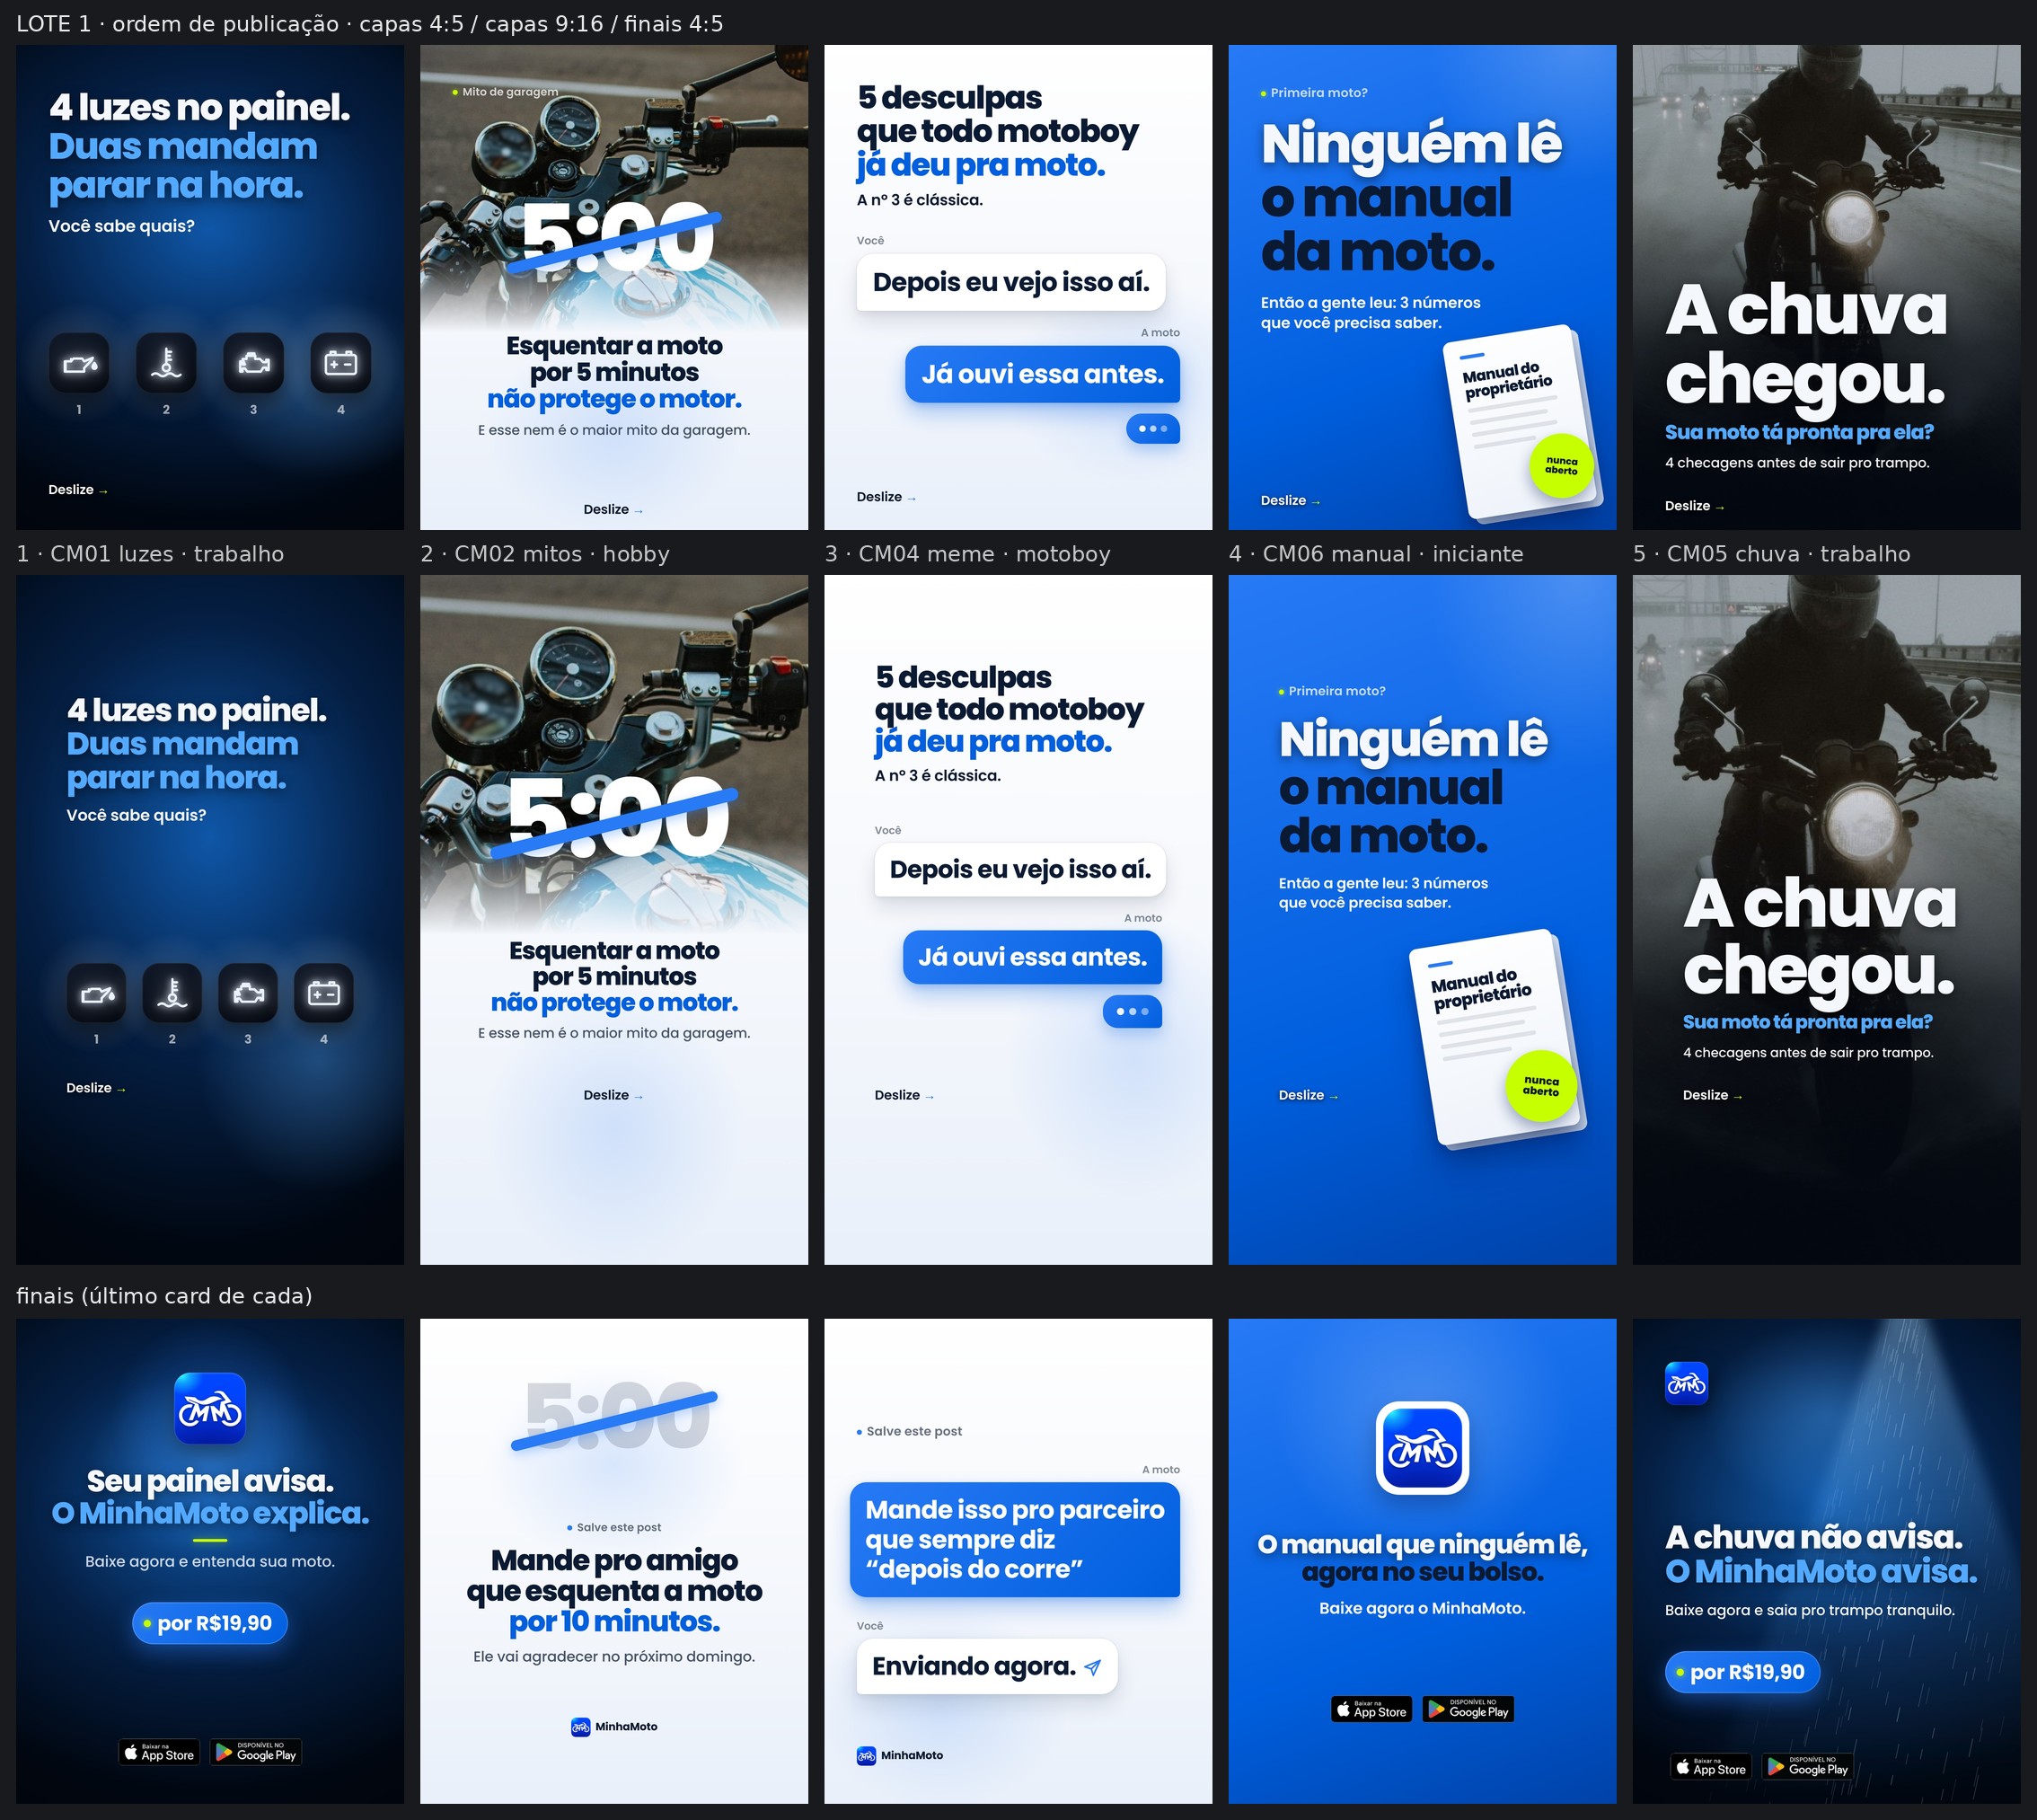 LOTE 1 · ordem de publicação · capas 4:5 / capas 9:16 / finais 4:5
4 luzes no painel.
Duas mandam
parar na hora.
Você sabe quais?
1
2
3
4
Deslize →
Mito de garagem
5:00
Esquentar a moto
por 5 minutos
não protege o motor.
E esse nem é o maior mito da garagem.
Deslize →
5 desculpas
que todo motoboy
já deu pra moto.
A nº 3 é clássica.
Você
Depois eu vejo isso aí.
A moto
Já ouvi essa antes.
Deslize →
Primeira moto?
Ninguém lê
o manual
da moto.
Então a gente leu: 3 números
que você precisa saber.
Manual do
proprietário
nunca
aberto
Deslize →
A chuva
chegou.
Sua moto tá pronta pra ela?
4 checagens antes de sair pro trampo.
Deslize →
1 · CM01 luzes · trabalho
2 · CM02 mitos · hobby
3 · CM04 meme · motoboy
4 · CM06 manual · iniciante
5 · CM05 chuva · trabalho
4 luzes no painel.
Duas mandam
parar na hora.
Você sabe quais?
1
2
3
4
Deslize →
5:00
Esquentar a moto
por 5 minutos
não protege o motor.
E esse nem é o maior mito da garagem.
Deslize →
5 desculpas
que todo motoboy
já deu pra moto.
A nº 3 é clássica.
Você
Depois eu vejo isso aí.
A moto
Já ouvi essa antes.
Deslize →
Primeira moto?
Ninguém lê
o manual
da moto.
Então a gente leu: 3 números
que você precisa saber.
Manual do
proprietário
nunca
aberto
Deslize →
A chuva
chegou.
Sua moto tá pronta pra ela?
4 checagens antes de sair pro trampo.
Deslize →
finais (último card de cada)
MM
Seu painel avisa.
O MinhaMoto explica.
Baixe agora e entenda sua moto.
por R$19,90
Baixar na
App Store
DISPONÍVEL NO
Google Play
5:00
Salve este post
Mande pro amigo
que esquenta a moto
por 10 minutos.
Ele vai agradecer no próximo domingo.
MinhaMoto
Salve este post
A moto
Mande isso pro parceiro
que sempre diz
“depois do corre”
Você
Enviando agora.
MinhaMoto
MM
O manual que ninguém lê,
agora no seu bolso.
Baixe agora o MinhaMoto.
Baixar na
App Store
DISPONÍVEL NO
Google Play
MM
A chuva não avisa.
O MinhaMoto avisa.
Baixe agora e saia pro trampo tranquilo.
por R$19,90
Baixar na
App Store
DISPONÍVEL NO
Google Play